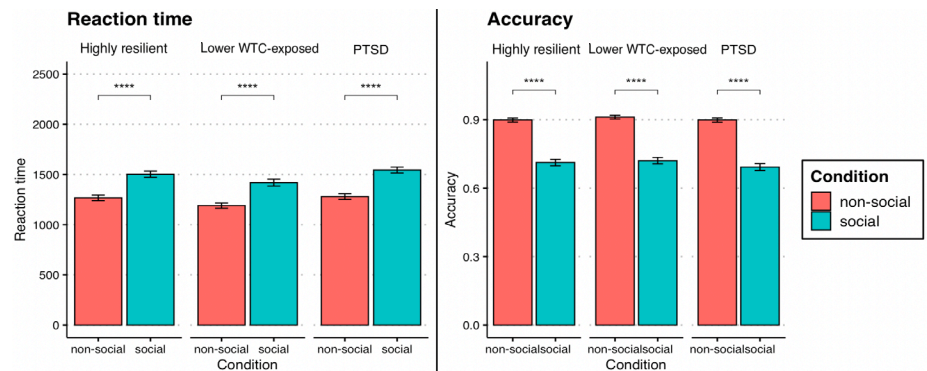 Reaction time
Highly resilient Lower WTC-exposed PTSD
2500
2000
1500
1000
500
0
Reaction time
**** **** ****
non-social social non-social social non-social social
Condition
Accuracy
Highly resilient Lower WTC-exposed PTSD
0.9
0.6
0.3
0.0
Accuracy
**** **** ****
non-socialsocial non-socialsocial non-socialsocial
Condition
Condition
non-social
social